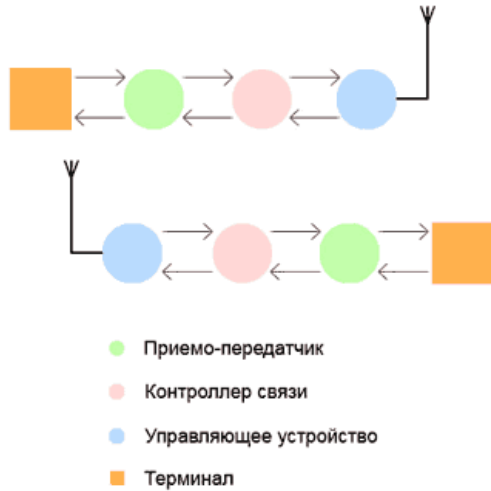 Приемо-передатчик
Контроллер связи
Управляющее устройство
Терминал